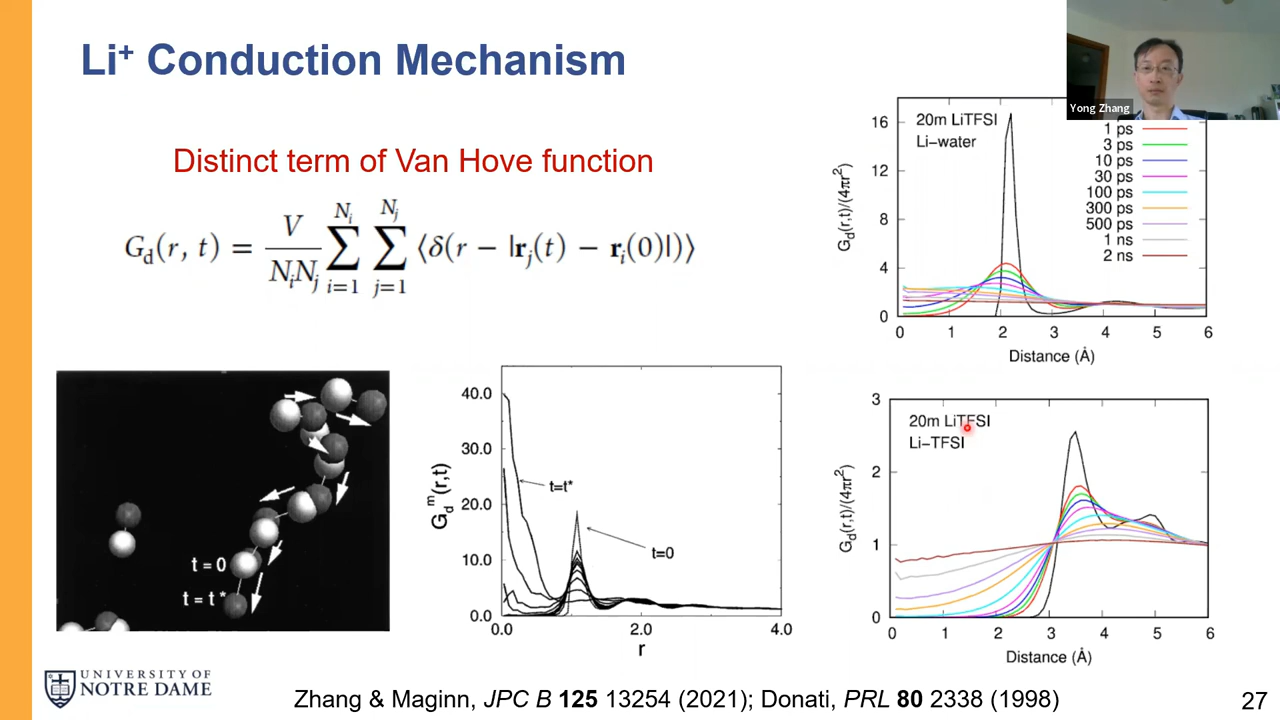 Li⁺ Conduction Mechanism
Yong Zhang
Distinct term of Van Hove function
G_d(r, t) = V / N_iN_j ∑_{i=1}^{N_i} ∑_{j=1}^{N_j} ⟨δ(r − |r_j(t) − r_i(0)|)⟩
20m LiTFSI
Li-water
1 ps
3 ps
10 ps
30 ps
100 ps
300 ps
500 ps
1 ns
2 ns
G_d(r,t)/(4πr²)
16
12
8
4
0
0 1 2 3 4 5 6
Distance (Å)
t = 0
t = t*
G_d^m(r,t)
40.0
30.0
20.0
10.0
0.0
t=t*
t=0
0.0 2.0 4.0
r
20m LiTFSI
Li-TFSI
G_d(r,t)/(4πr²)
3
2
1
0
0 1 2 3 4 5 6
Distance (Å)
UNIVERSITY OF
NOTRE DAME
Zhang & Maginn, JPC B 125 13254 (2021); Donati, PRL 80 2338 (1998)
27